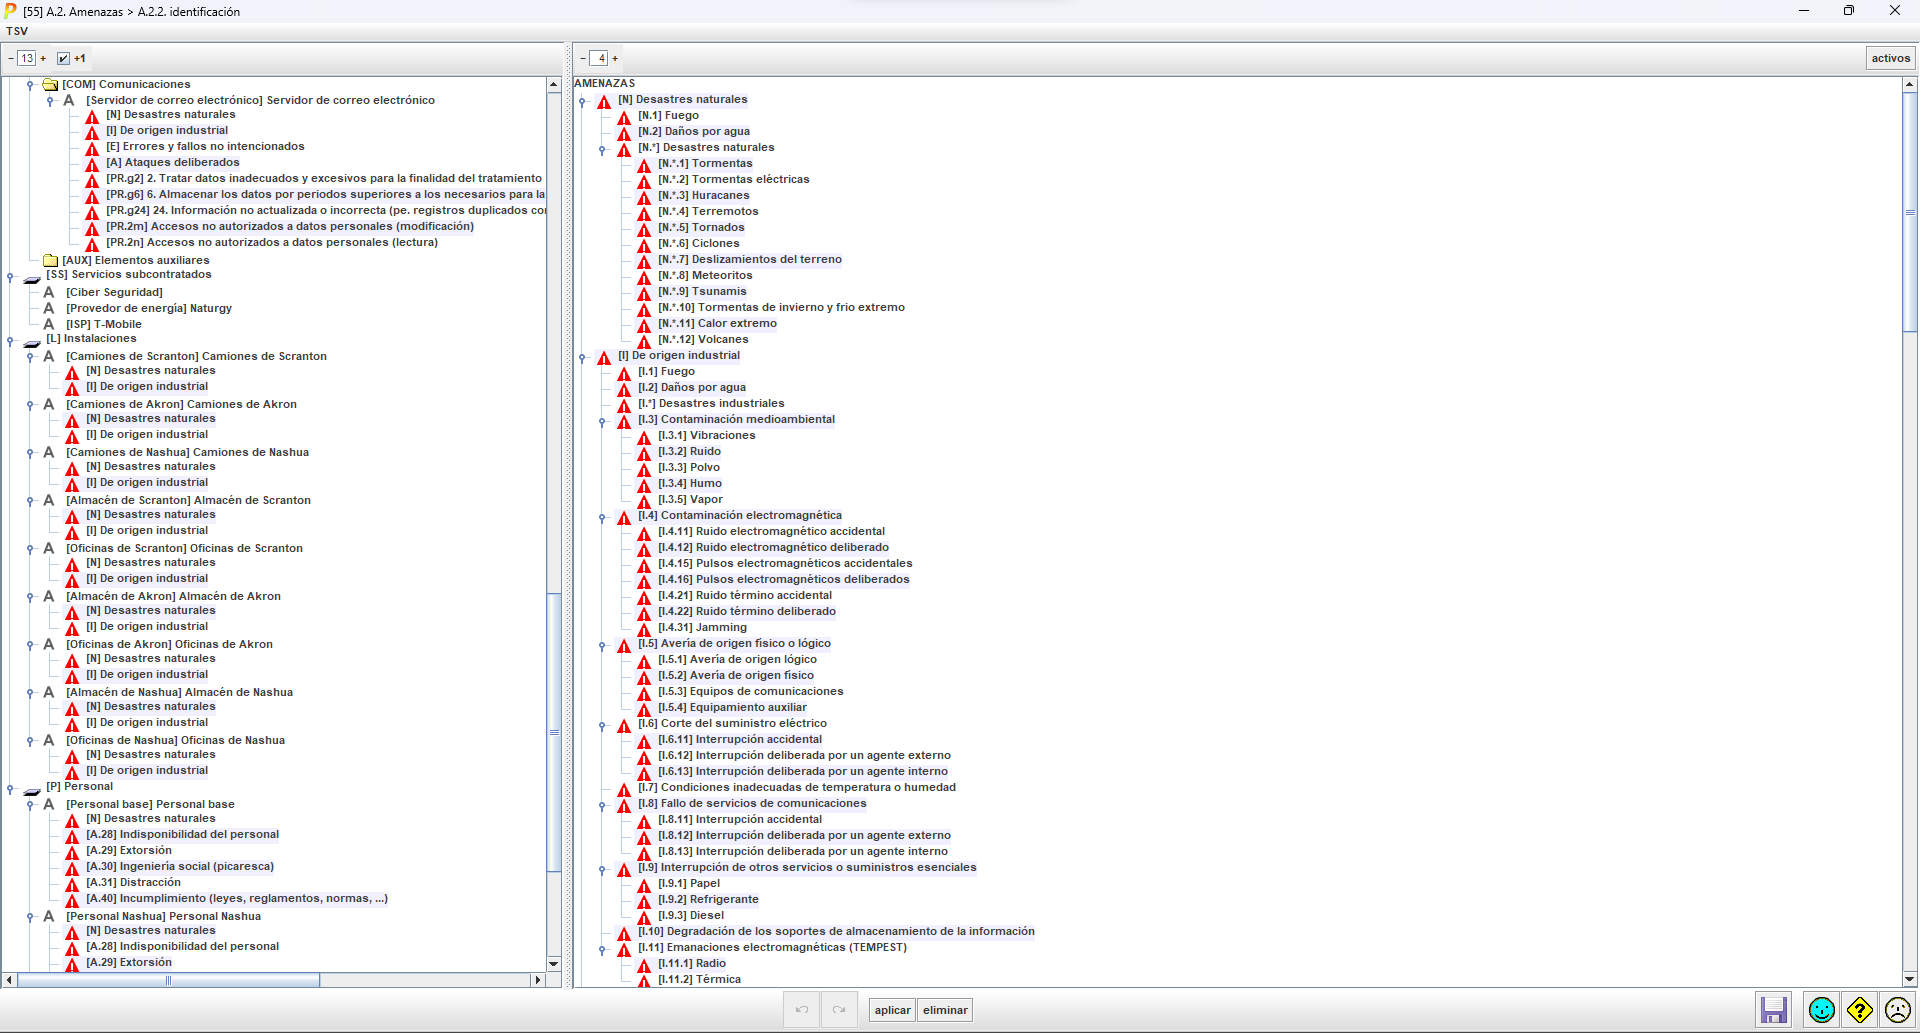 [55] A.2. Amenazas > A.2.2. identificación
TSV
- 13 + +1
[COM] Comunicaciones
[Servidor de correo electrónico] Servidor de correo electrónico
[N] Desastres naturales
[I] De origen industrial
[E] Errores y fallos no intencionados
[A] Ataques deliberados
[PR.g2] 2. Tratar datos inadecuados y excesivos para la finalidad del tratamiento
[PR.g6] 6. Almacenar los datos por periodos superiores a los necesarios para la
[PR.g24] 24. Información no actualizada o incorrecta (pe. registros duplicados co
[PR.2m] Accesos no autorizados a datos personales (modificación)
[PR.2n] Accesos no autorizados a datos personales (lectura)
[AUX] Elementos auxiliares
[SS] Servicios subcontratados
[Ciber Seguridad]
[Provedor de energía] Naturgy
[ISP] T-Mobile
[L] Instalaciones
[Camiones de Scranton] Camiones de Scranton
[N] Desastres naturales
[I] De origen industrial
[Camiones de Akron] Camiones de Akron
[N] Desastres naturales
[I] De origen industrial
[Camiones de Nashua] Camiones de Nashua
[N] Desastres naturales
[I] De origen industrial
[Almacén de Scranton] Almacén de Scranton
[N] Desastres naturales
[I] De origen industrial
[Oficinas de Scranton] Oficinas de Scranton
[N] Desastres naturales
[I] De origen industrial
[Almacén de Akron] Almacén de Akron
[N] Desastres naturales
[I] De origen industrial
[Oficinas de Akron] Oficinas de Akron
[N] Desastres naturales
[I] De origen industrial
[Almacén de Nashua] Almacén de Nashua
[N] Desastres naturales
[I] De origen industrial
[Oficinas de Nashua] Oficinas de Nashua
[N] Desastres naturales
[I] De origen industrial
[P] Personal
[Personal base] Personal base
[N] Desastres naturales
[A.28] Indisponibilidad del personal
[A.29] Extorsión
[A.30] Ingeniería social (picaresca)
[A.31] Distracción
[A.40] Incumplimiento (leyes, reglamentos, normas, ...)
[Personal Nashua] Personal Nashua
[N] Desastres naturales
[A.28] Indisponibilidad del personal
[A.29] Extorsión
- 4 +
activos
AMENAZAS
[N] Desastres naturales
[N.1] Fuego
[N.2] Daños por agua
[N.*] Desastres naturales
[N.*.1] Tormentas
[N.*.2] Tormentas eléctricas
[N.*.3] Huracanes
[N.*.4] Terremotos
[N.*.5] Tornados
[N.*.6] Ciclones
[N.*.7] Deslizamientos del terreno
[N.*.8] Meteoritos
[N.*.9] Tsunamis
[N.*.10] Tormentas de invierno y frio extremo
[N.*.11] Calor extremo
[N.*.12] Volcanes
[I] De origen industrial
[I.1] Fuego
[I.2] Daños por agua
[I.*] Desastres industriales
[I.3] Contaminación medioambiental
[I.3.1] Vibraciones
[I.3.2] Ruido
[I.3.3] Polvo
[I.3.4] Humo
[I.3.5] Vapor
[I.4] Contaminación electromagnética
[I.4.11] Ruido electromagnético accidental
[I.4.12] Ruido electromagnético deliberado
[I.4.15] Pulsos electromagnéticos accidentales
[I.4.16] Pulsos electromagnéticos deliberados
[I.4.21] Ruido término accidental
[I.4.22] Ruido término deliberado
[I.4.31] Jamming
[I.5] Avería de origen físico o lógico
[I.5.1] Avería de origen lógico
[I.5.2] Avería de origen físico
[I.5.3] Equipos de comunicaciones
[I.5.4] Equipamiento auxiliar
[I.6] Corte del suministro eléctrico
[I.6.11] Interrupción accidental
[I.6.12] Interrupción deliberada por un agente externo
[I.6.13] Interrupción deliberada por un agente interno
[I.7] Condiciones inadecuadas de temperatura o humedad
[I.8] Fallo de servicios de comunicaciones
[I.8.11] Interrupción accidental
[I.8.12] Interrupción deliberada por un agente externo
[I.8.13] Interrupción deliberada por un agente interno
[I.9] Interrupción de otros servicios o suministros esenciales
[I.9.1] Papel
[I.9.2] Refrigerante
[I.9.3] Diesel
[I.10] Degradación de los soportes de almacenamiento de la información
[I.11] Emanaciones electromagnéticas (TEMPEST)
[I.11.1] Radio
[I.11.2] Térmica
aplicar eliminar